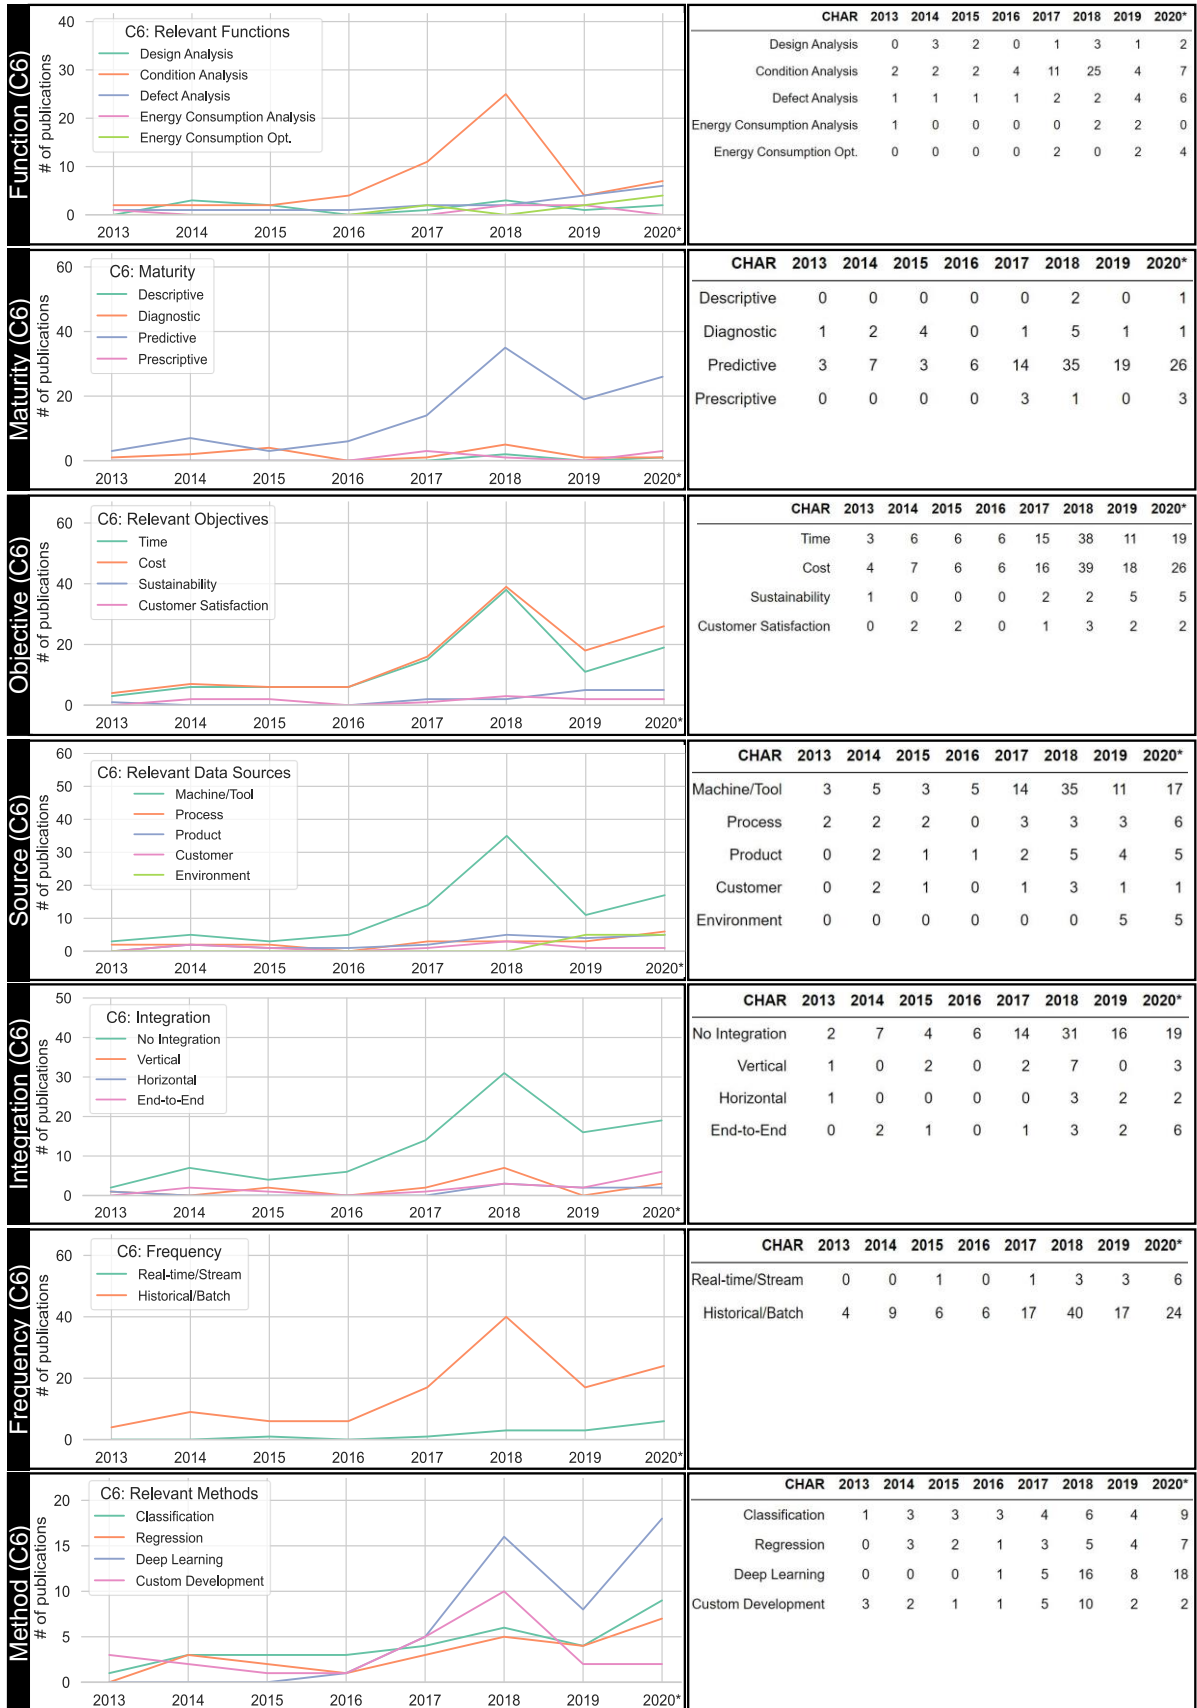 Function (C6)
# of publications
40
30
20
10
0
C6: Relevant Functions
Design Analysis
Condition Analysis
Defect Analysis
Energy Consumption Analysis
Energy Consumption Opt.
2013 2014 2015 2016 2017 2018 2019 2020*
CHAR 2013 2014 2015 2016 2017 2018 2019 2020*
Design Analysis 0 3 2 0 1 3 1 2
Condition Analysis 2 2 2 4 11 25 4 7
Defect Analysis 1 1 1 1 2 2 4 6
Energy Consumption Analysis 1 0 0 0 0 2 2 0
Energy Consumption Opt. 0 0 0 0 2 0 2 4
Maturity (C6)
# of publications
60
40
20
0
C6: Maturity
Descriptive
Diagnostic
Predictive
Prescriptive
2013 2014 2015 2016 2017 2018 2019 2020*
CHAR 2013 2014 2015 2016 2017 2018 2019 2020*
Descriptive 0 0 0 0 0 2 0 1
Diagnostic 1 2 4 0 1 5 1 1
Predictive 3 7 3 6 14 35 19 26
Prescriptive 0 0 0 0 3 1 0 3
Objective (C6)
# of publications
60
40
20
0
C6: Relevant Objectives
Time
Cost
Sustainability
Customer Satisfaction
2013 2014 2015 2016 2017 2018 2019 2020*
CHAR 2013 2014 2015 2016 2017 2018 2019 2020*
Time 3 6 6 6 15 38 11 19
Cost 4 7 6 6 16 39 18 26
Sustainability 1 0 0 0 2 2 5 5
Customer Satisfaction 0 2 2 0 1 3 2 2
Source (C6)
# of publications
60
50
40
30
20
10
0
C6: Relevant Data Sources
Machine/Tool
Process
Product
Customer
Environment
2013 2014 2015 2016 2017 2018 2019 2020*
CHAR 2013 2014 2015 2016 2017 2018 2019 2020*
Machine/Tool 3 5 3 5 14 35 11 17
Process 2 2 2 0 3 3 3 6
Product 0 2 1 1 2 5 4 5
Customer 0 2 1 0 1 3 1 1
Environment 0 0 0 0 0 0 5 5
Integration (C6)
# of publications
50
40
30
20
10
0
C6: Integration
No Integration
Vertical
Horizontal
End-to-End
2013 2014 2015 2016 2017 2018 2019 2020*
CHAR 2013 2014 2015 2016 2017 2018 2019 2020*
No Integration 2 7 4 6 14 31 16 19
Vertical 1 0 2 0 2 7 0 3
Horizontal 1 0 0 0 0 3 2 2
End-to-End 0 2 1 0 1 3 2 6
Frequency (C6)
# of publications
60
40
20
0
C6: Frequency
Real-time/Stream
Historical/Batch
2013 2014 2015 2016 2017 2018 2019 2020*
CHAR 2013 2014 2015 2016 2017 2018 2019 2020*
Real-time/Stream 0 0 1 0 1 3 3 6
Historical/Batch 4 9 6 6 17 40 17 24
Method (C6)
# of publications
20
15
10
5
0
C6: Relevant Methods
Classification
Regression
Deep Learning
Custom Development
2013 2014 2015 2016 2017 2018 2019 2020*
CHAR 2013 2014 2015 2016 2017 2018 2019 2020*
Classification 1 3 3 3 4 6 4 9
Regression 0 3 2 1 3 5 4 7
Deep Learning 0 0 0 1 5 16 8 18
Custom Development 3 2 1 1 5 10 2 2